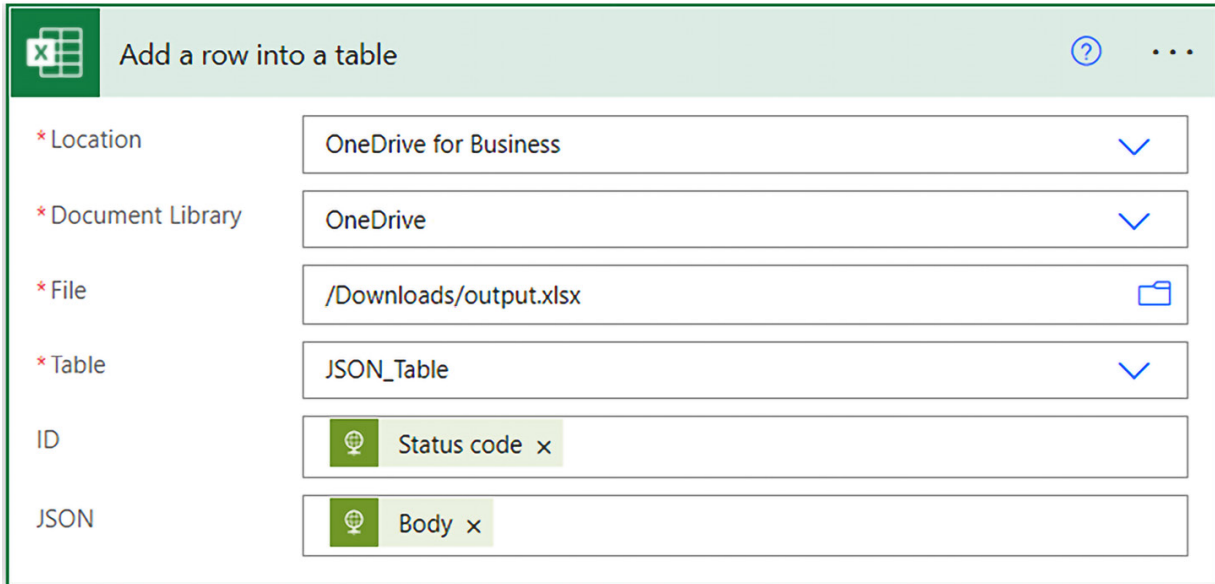 Add a row into a table
* Location OneDrive for Business
* Document Library OneDrive
* File /Downloads/output.xlsx
* Table JSON_Table
ID Status code ×
JSON Body ×